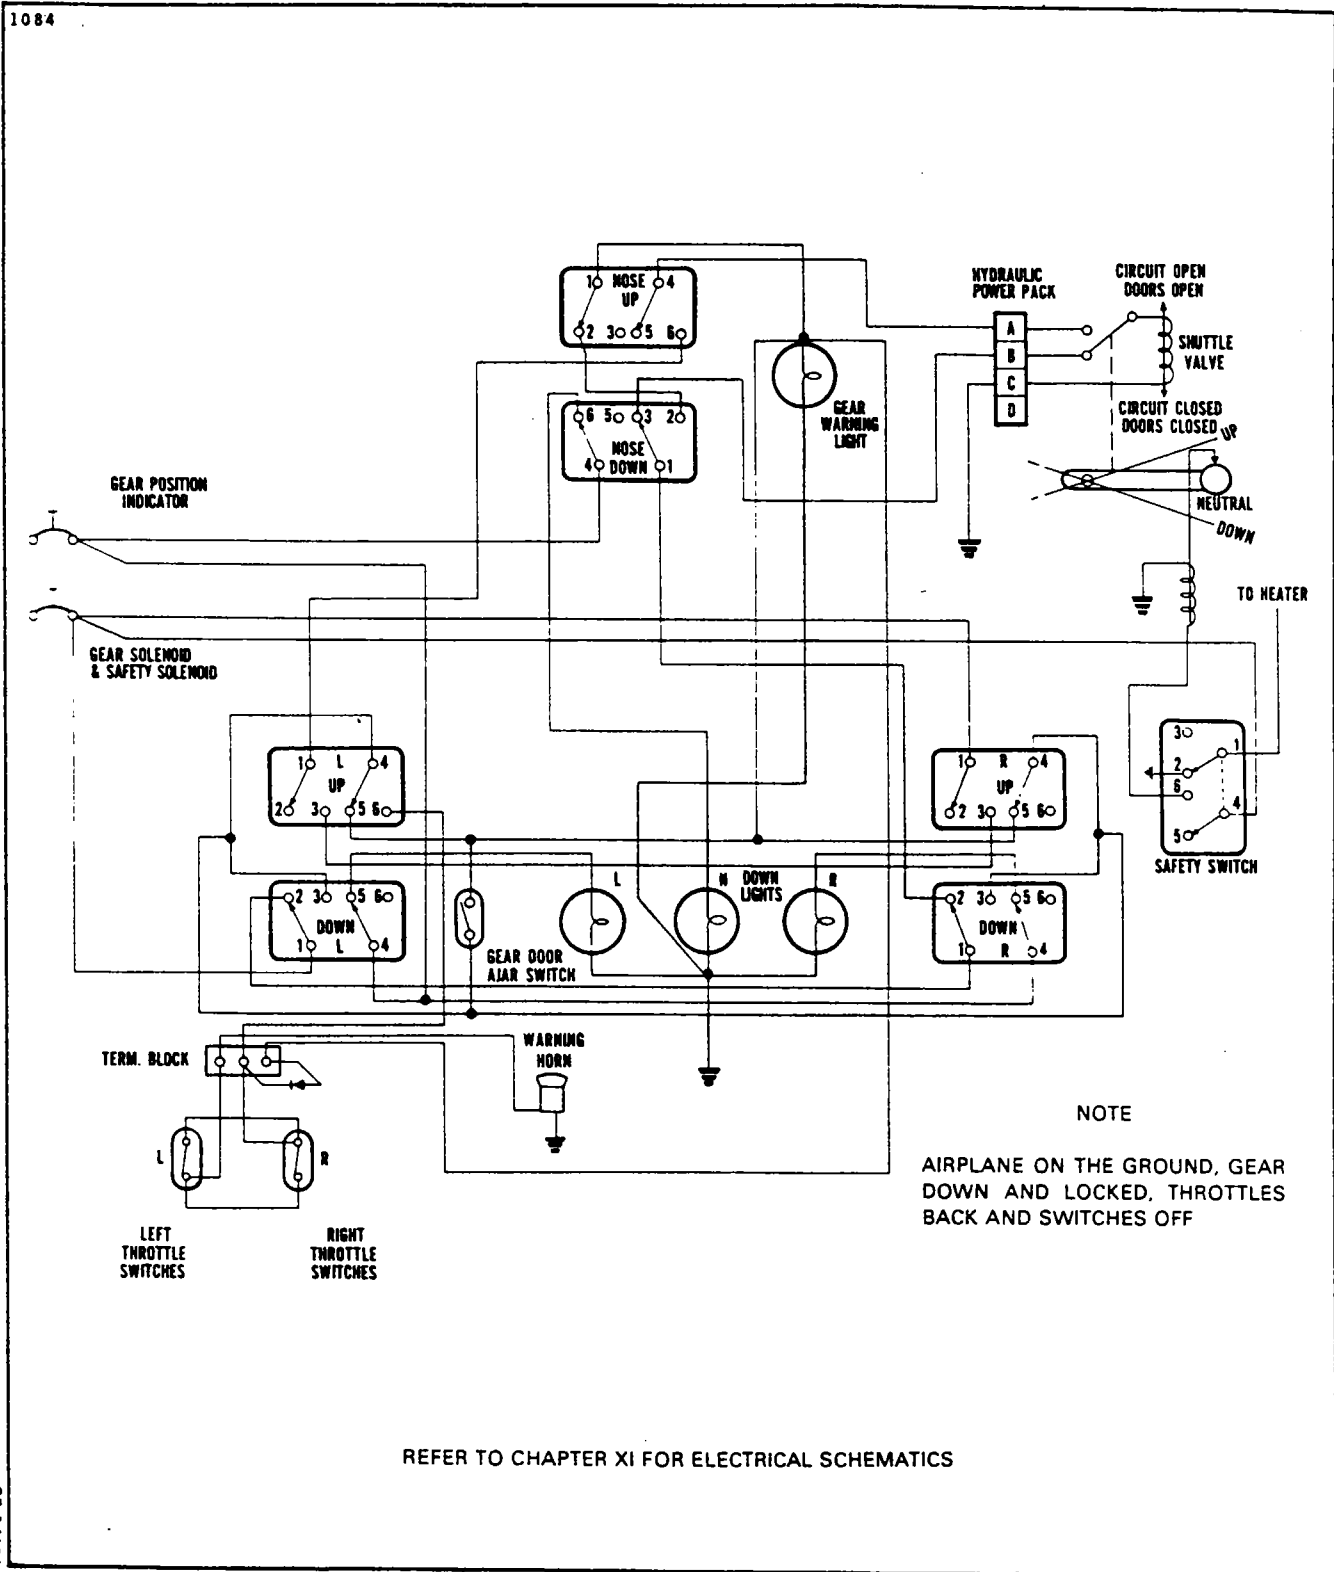 1084
HYDRAULIC
POWER PACK
CIRCUIT OPEN
DOORS OPEN
1 NOSE 4
UP
2 3 5 6
A
B
C
D
SHUTTLE
VALVE
CIRCUIT CLOSED
DOORS CLOSED
UP
NEUTRAL
DOWN
GEAR
WARNING
LIGHT
6 5 3 2
NOSE
4 DOWN 1
GEAR POSITION
INDICATOR
TO HEATER
GEAR SOLENOID
& SAFETY SOLENOID
1 L 4
UP
2 3 5 6
1 R 4
UP
2 3 5 6
3
1
2
6
4
5
SAFETY SWITCH
L
N
DOWN
LIGHTS
R
2 3 5 6
DOWN
1 L 4
2 3 5 6
DOWN
1 R 4
GEAR DOOR
AJAR SWITCH
TERM. BLOCK
WARNING
HORN
L
R
LEFT
THROTTLE
SWITCHES
RIGHT
THROTTLE
SWITCHES
NOTE
AIRPLANE ON THE GROUND, GEAR
DOWN AND LOCKED, THROTTLES
BACK AND SWITCHES OFF
REFER TO CHAPTER XI FOR ELECTRICAL SCHEMATICS